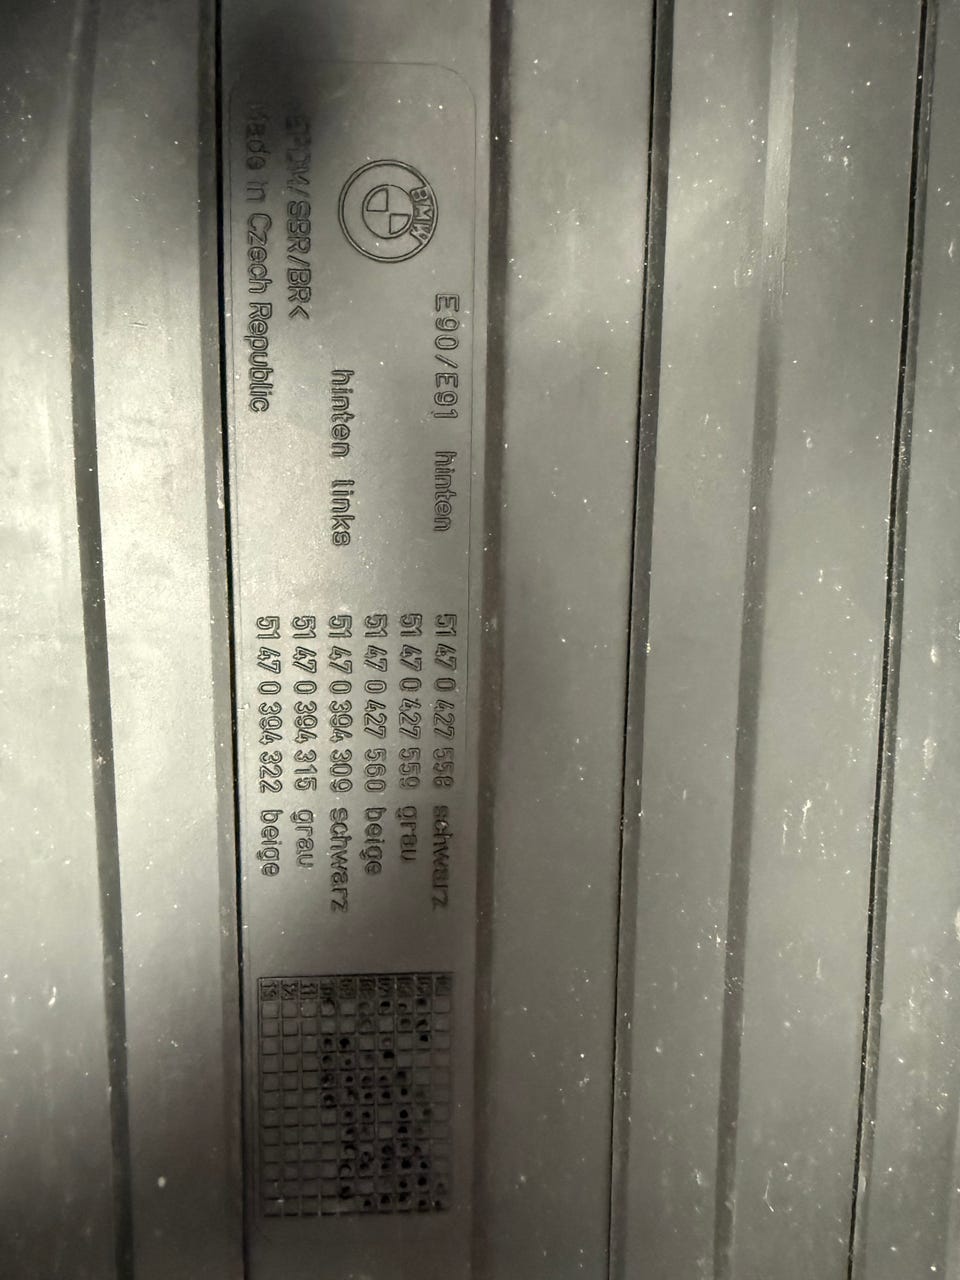 BMW
E90/E91 hinten 51 47 0 427 558 schwarz
51 47 0 427 559 grau
51 47 0 427 560 beige
hinten links 51 47 0 394 309 schwarz
51 47 0 394 315 grau
EPDM/SBR/BR<
Made in Czech Republic 51 47 0 394 322 beige